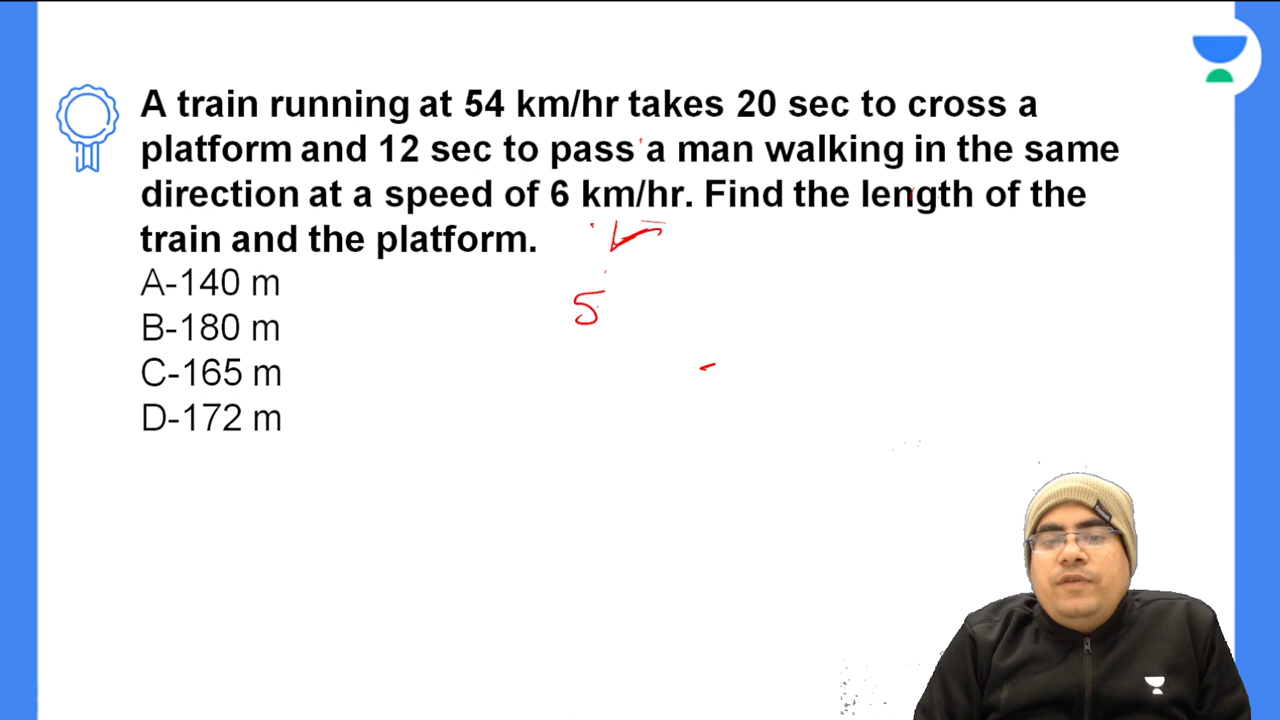 A train running at 54 km/hr takes 20 sec to cross a
platform and 12 sec to pass a man walking in the same
direction at a speed of 6 km/hr. Find the length of the
train and the platform.
A-140 m
B-180 m
C-165 m
D-172 m
5